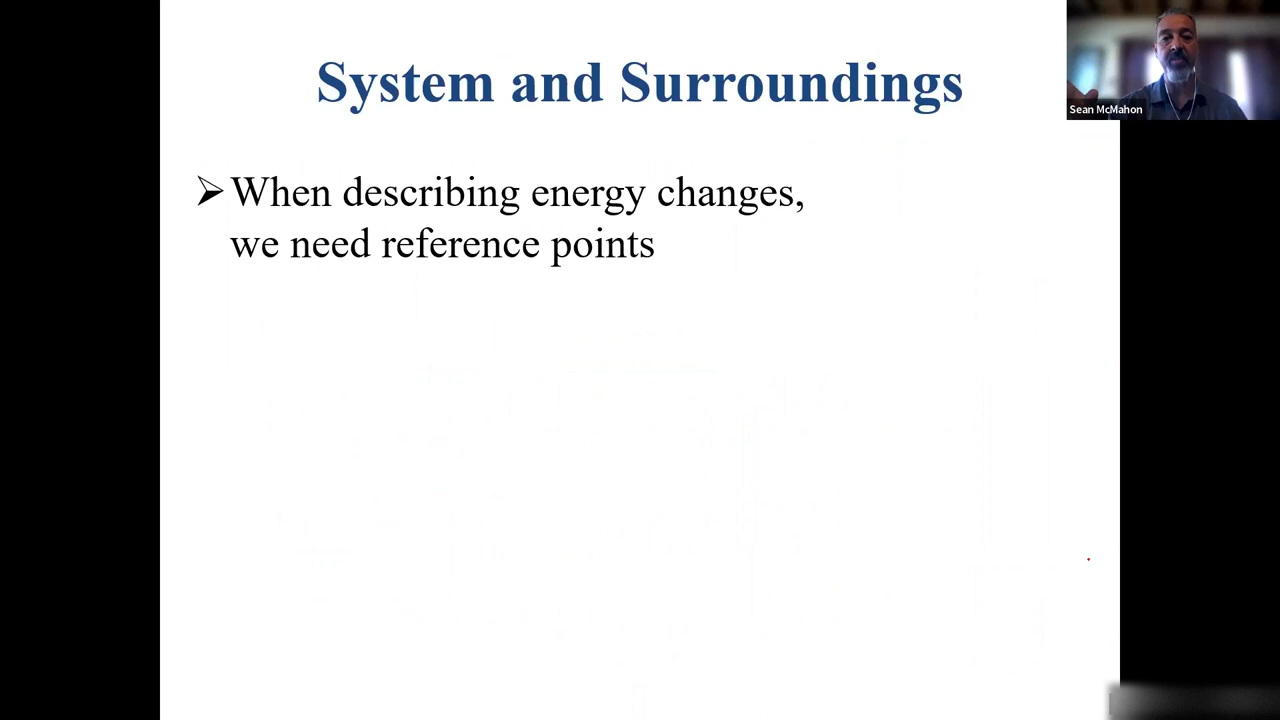 System and Surroundings
Sean McMahon
➢When describing energy changes,
we need reference points